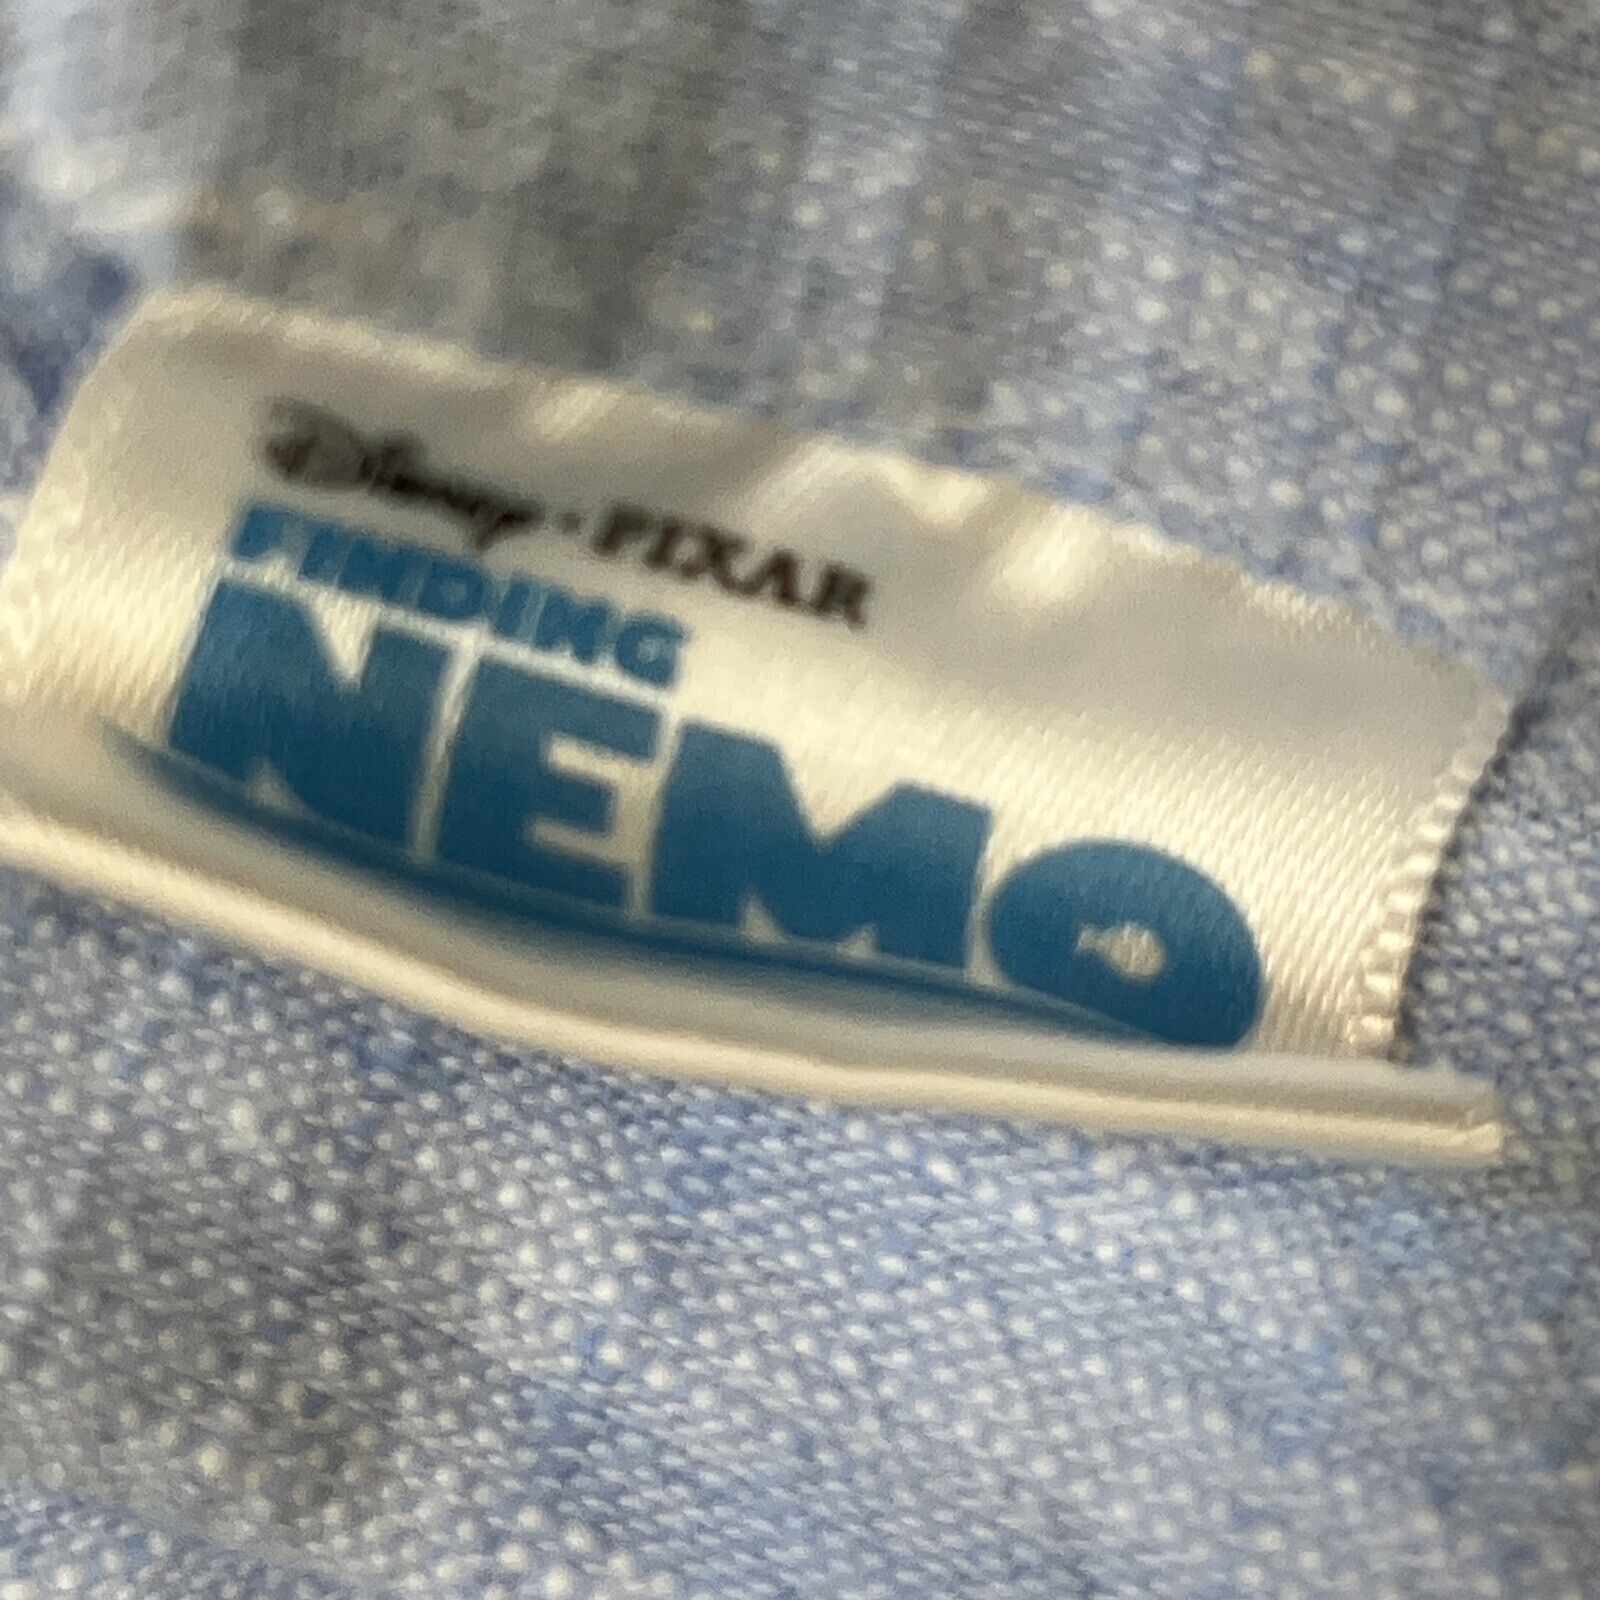 Disney · PIXAR
FINDING
NEMO